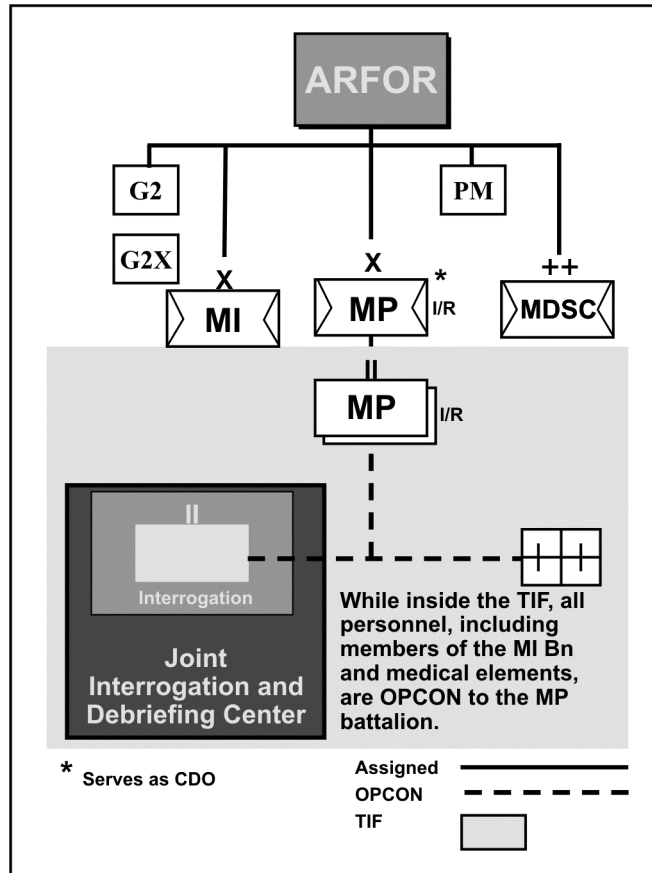 ARFOR
G2
PM
G2X
X
X
*
++
MI
MP
I/R
MDSC
II
MP
I/R
II
Interrogation
Joint
Interrogation and
Debriefing Center
While inside the TIF, all
personnel, including
members of the MI Bn
and medical elements,
are OPCON to the MP
battalion.
* Serves as CDO
Assigned
OPCON
TIF